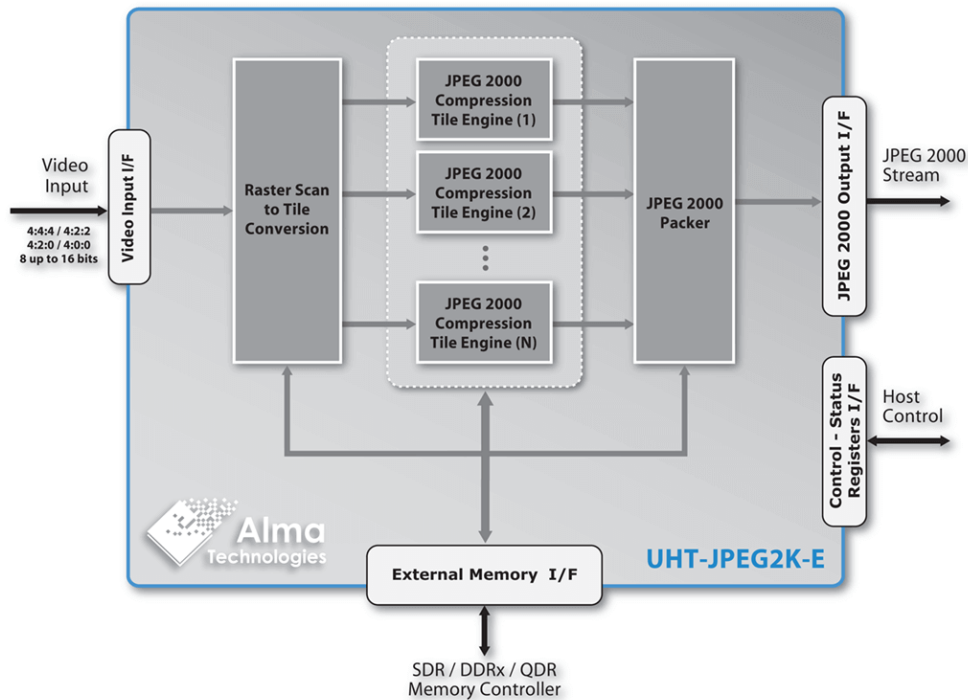 Video
Input
4:4:4 / 4:2:2
4:2:0 / 4:0:0
8 up to 16 bits
Video Input I/F
Raster Scan
to Tile
Conversion
JPEG 2000
Compression
Tile Engine (1)
JPEG 2000
Compression
Tile Engine (2)
JPEG 2000
Compression
Tile Engine (N)
JPEG 2000
Packer
JPEG 2000 Output I/F
JPEG 2000
Stream
Control - Status
Registers I/F
Host
Control
Alma
Technologies
UHT-JPEG2K-E
External Memory I/F
SDR / DDRx / QDR
Memory Controller